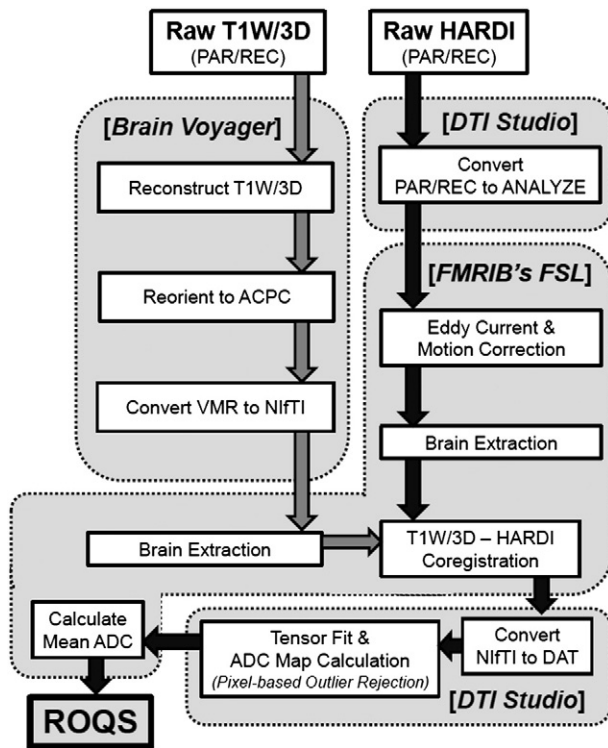 Raw T1W/3D
(PAR/REC)
Raw HARDI
(PAR/REC)
[Brain Voyager]
Reconstruct T1W/3D
Reorient to ACPC
Convert VMR to NIfTI
[DTI Studio]
Convert
PAR/REC to ANALYZE
[FMRIB's FSL]
Eddy Current &
Motion Correction
Brain Extraction
Brain Extraction
T1W/3D – HARDI
Coregistration
Calculate
Mean ADC
Tensor Fit &
ADC Map Calculation
(Pixel-based Outlier Rejection)
Convert
NIfTI to DAT
[DTI Studio]
ROQS